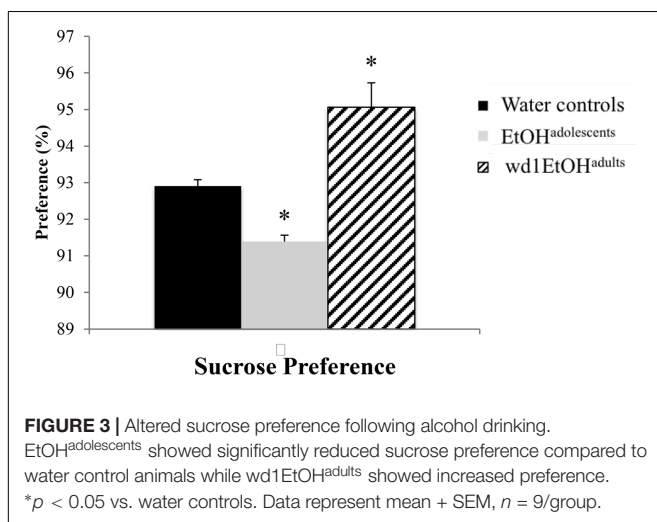 97
96
95
94
93
92
91
90
89
Preference (%)
*
*
Water controls
EtOHadolescents
wd1EtOHadults
Sucrose Preference
FIGURE 3 | Altered sucrose preference following alcohol drinking.
EtOHadolescents showed significantly reduced sucrose preference compared to
water control animals while wd1EtOHadults showed increased preference.
*p < 0.05 vs. water controls. Data represent mean + SEM, n = 9/group.